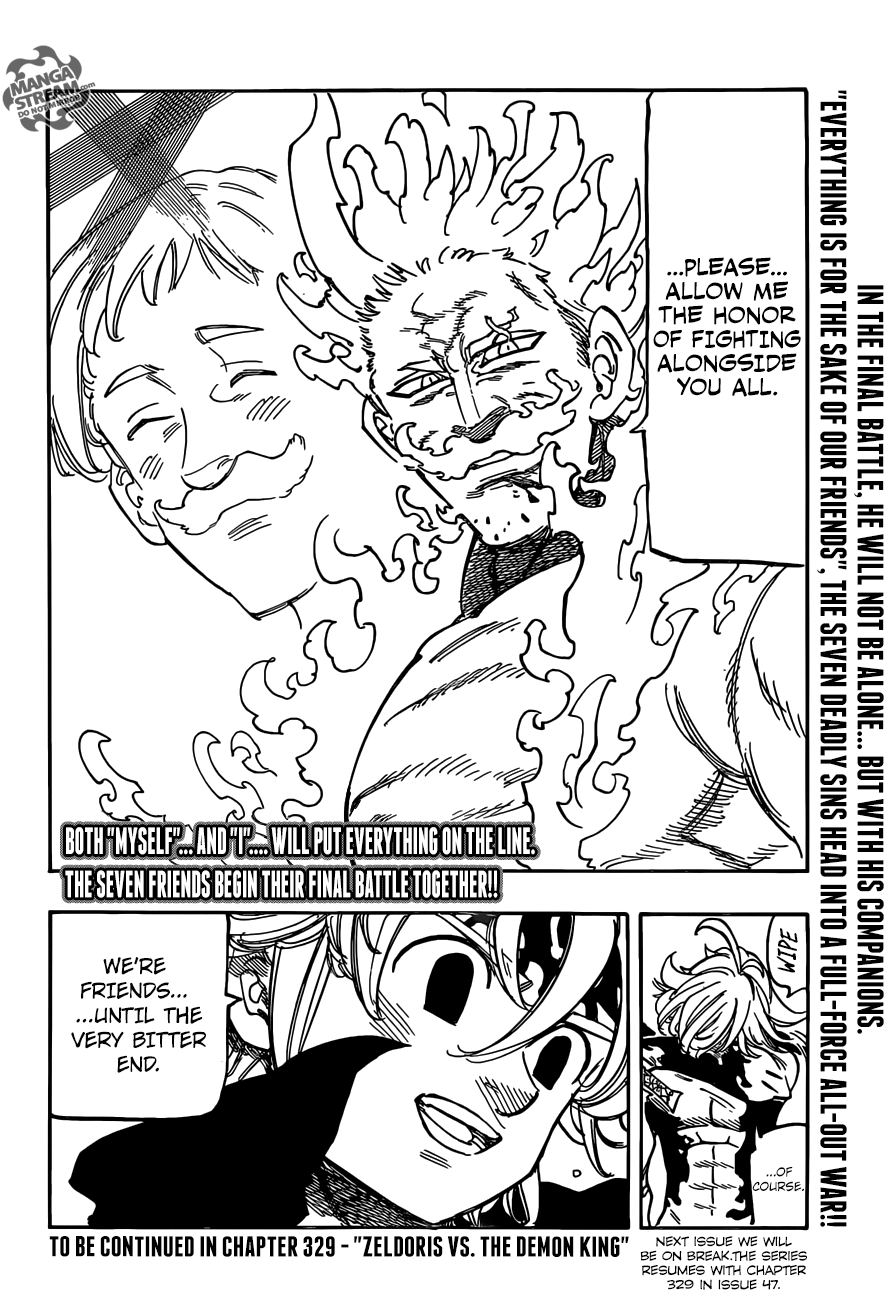 MANGA
STREAM.com
DO NOT MIRROR
IN THE FINAL BATTLE, HE WILL NOT BE ALONE... BUT WITH HIS COMPANIONS.
"EVERYTHING IS FOR THE SAKE OF OUR FRIENDS", THE SEVEN DEADLY SINS HEAD INTO A FULL-FORCE ALL-OUT WAR!!
...PLEASE...
ALLOW ME
THE HONOR
OF FIGHTING
ALONGSIDE
YOU ALL.
BOTH "MYSELF"... AND "I".... WILL PUT EVERYTHING ON THE LINE.
THE SEVEN FRIENDS BEGIN THEIR FINAL BATTLE TOGETHER!!
WIPE
...OF
COURSE.
WE'RE
FRIENDS...
...UNTIL THE
VERY BITTER
END.
TO BE CONTINUED IN CHAPTER 329 - "ZELDORIS VS. THE DEMON KING"
NEXT ISSUE WE WILL
BE ON BREAK.THE SERIES
RESUMES WITH CHAPTER
329 IN ISSUE 47.